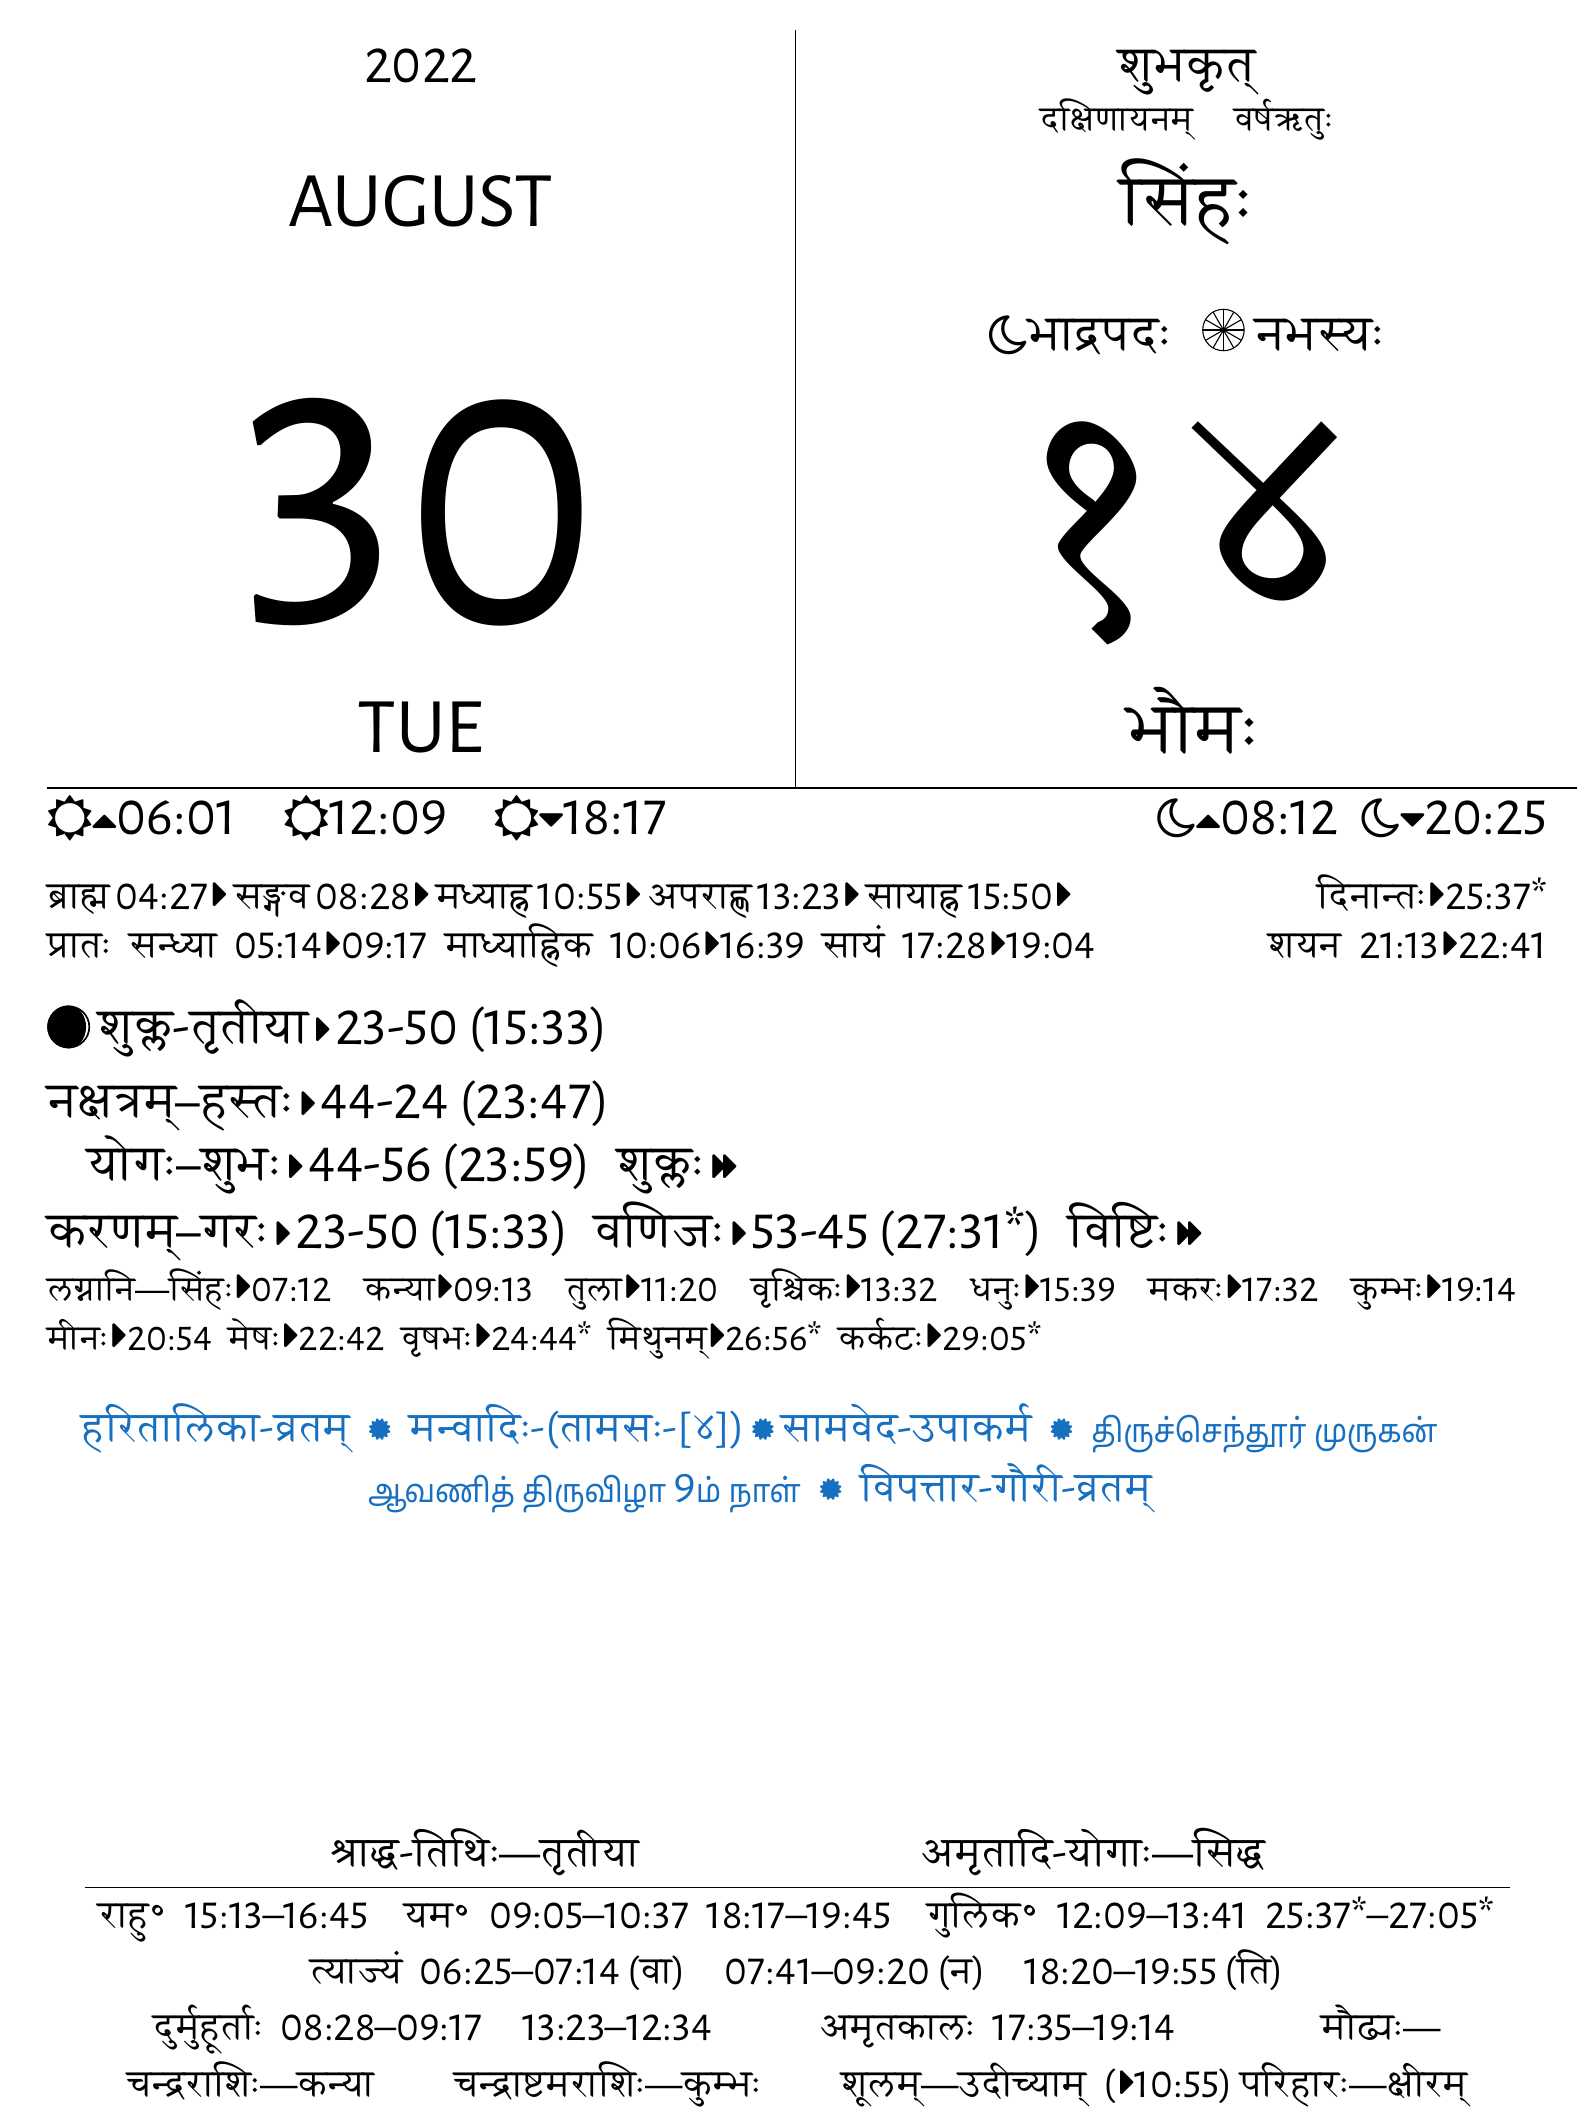 2022
AUGUST
30
TUE
शुभकृत्
दक्षिणायनम् वर्षऋतुः
सिंहः
भाद्रपदः नभस्यः
१४
भौमः
06:01 12:09 18:17 08:12 20:25
ब्राह्म 04:27 सङ्गव 08:28 मध्याह्न 10:55 अपराह्ण 13:23 सायाह्न 15:50 दिनान्तः 25:37*
प्रातः सन्ध्या 05:14 09:17 माध्याह्निक 10:06 16:39 सायं 17:28 19:04 शयन 21:13 22:41
शुक्ल-तृतीया 23-50 (15:33)
नक्षत्रम्–हस्तः 44-24 (23:47)
योगः–शुभः 44-56 (23:59) शुक्लः
करणम्–गरः 23-50 (15:33) वणिजः 53-45 (27:31*) विष्टिः
लग्नानि—सिंहः 07:12 कन्या 09:13 तुला 11:20 वृश्चिकः 13:32 धनुः 15:39 मकरः 17:32 कुम्भः 19:14
मीनः 20:54 मेषः 22:42 वृषभः 24:44* मिथुनम् 26:56* कर्कटः 29:05*
हरितालिका-व्रतम् ✹ मन्वादिः-(तामसः-[४]) ✹ सामवेद-उपाकर्म ✹ திருச்செந்தூர் முருகன்
ஆவணித் திருவிழா 9ம் நாள் ✹ विपत्तार-गौरी-व्रतम्
श्राद्ध-तिथिः—तृतीया अमृतादि-योगाः—सिद्ध
राहु॰ 15:13–16:45 यम॰ 09:05–10:37 18:17–19:45 गुलिक॰ 12:09–13:41 25:37*–27:05*
त्याज्यं 06:25–07:14 (वा) 07:41–09:20 (न) 18:20–19:55 (ति)
दुर्मुहूर्ताः 08:28–09:17 13:23–12:34 अमृतकालः 17:35–19:14 मौढ्यः—
चन्द्रराशिः—कन्या चन्द्राष्टमराशिः—कुम्भः शूलम्—उदीच्याम् (10:55) परिहारः—क्षीरम्